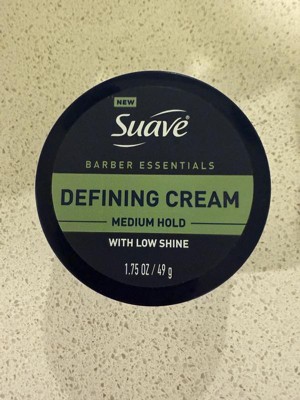 NEW
Suave®
BARBER ESSENTIALS
DEFINING CREAM
MEDIUM HOLD
WITH LOW SHINE
1.75 OZ / 49 g